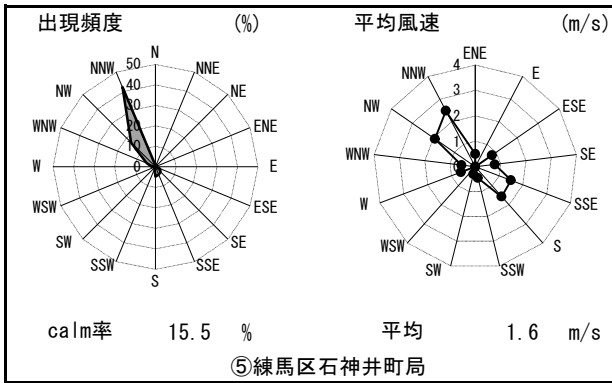 出現頻度 (%)
N
NNE
NE
ENE
E
ESE
SE
SSE
S
SSW
SW
WSW
W
WNW
NW
NNW
50
40
30
20
10
0
平均風速 (m/s)
ENE
E
ESE
SE
SSE
S
SSW
SW
WSW
W
WNW
NW
NNW
4
3
2
1
0
calm率 15.5 %
平均 1.6 m/s
⑤練馬区石神井町局